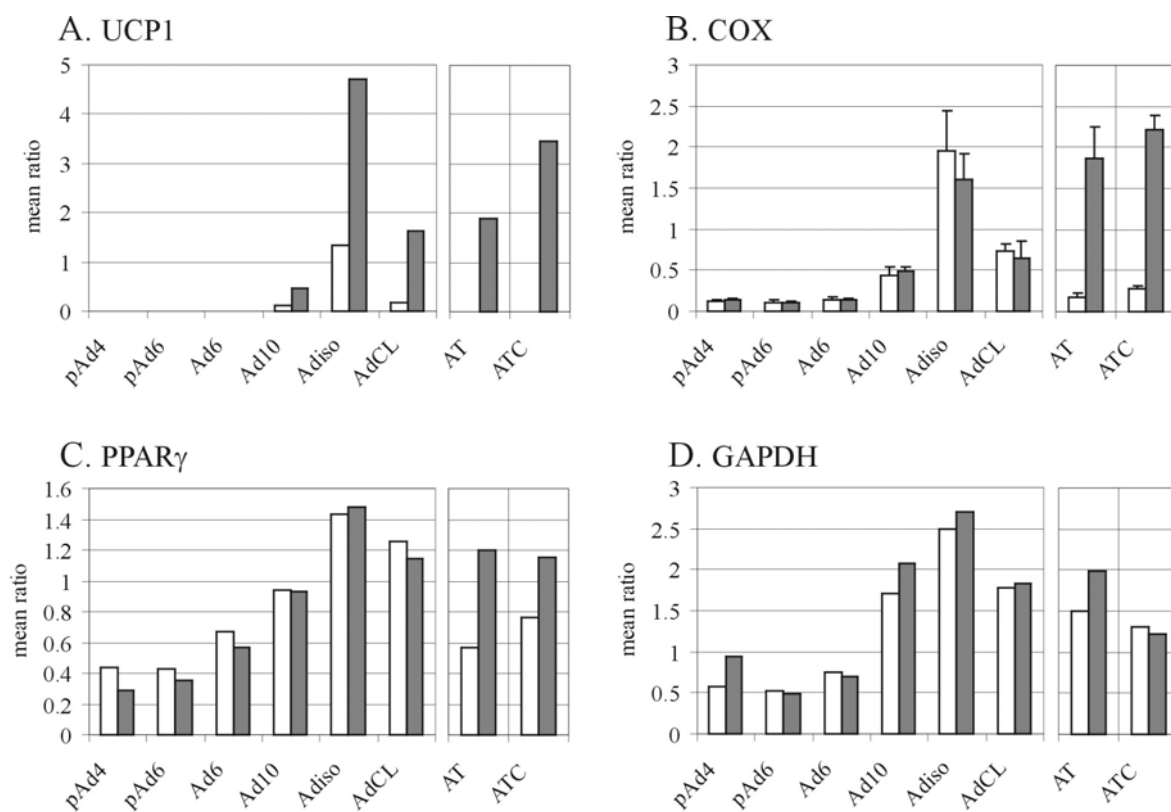 A. UCP1
mean ratio
5
4
3
2
1
0
pAd4
pAd6
Ad6
Ad10
Adiso
AdCL
AT
ATC
B. COX
mean ratio
3
2.5
2
1.5
1
0.5
0
pAd4
pAd6
Ad6
Ad10
Adiso
AdCL
AT
ATC
C. PPARγ
mean ratio
1.6
1.4
1.2
1
0.8
0.6
0.4
0.2
0
pAd4
pAd6
Ad6
Ad10
Adiso
AdCL
AT
ATC
D. GAPDH
mean ratio
3
2.5
2
1.5
1
0.5
0
pAd4
pAd6
Ad6
Ad10
Adiso
AdCL
AT
ATC